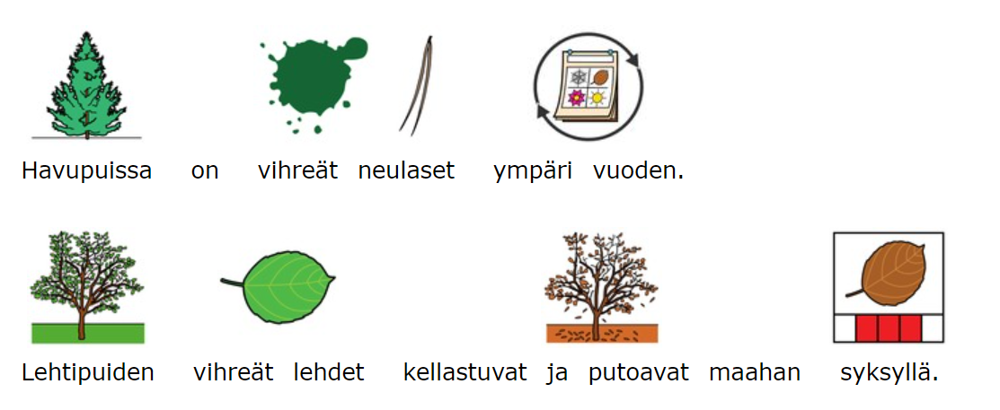 Havupuissa on vihreät neulaset ympäri vuoden.
Lehtipuiden vihreät lehdet kellastuvat ja putoavat maahan syksyllä.